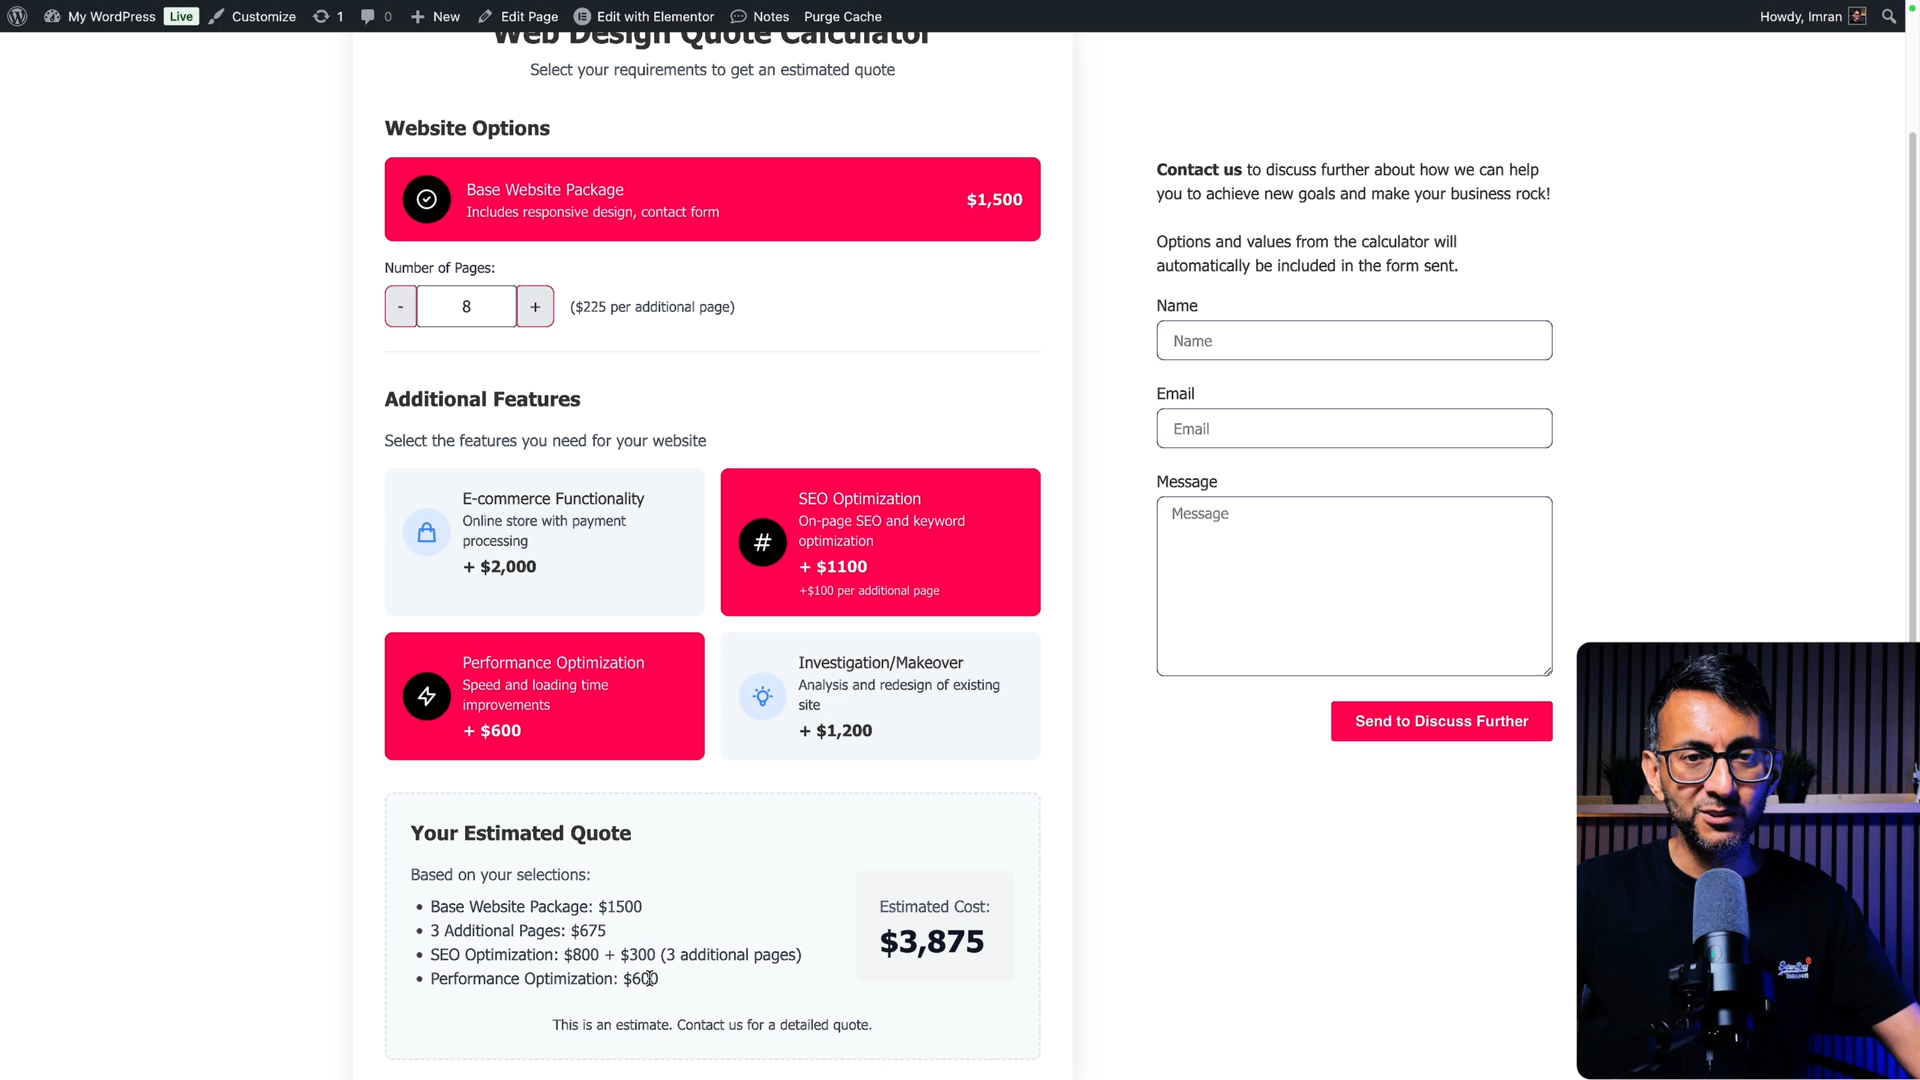 My WordPress
Live
Customize
1
0
New
Edit Page
Edit with Elementor
Notes
Purge Cache
Howdy, Imran
Web Design Quote Calculator
Select your requirements to get an estimated quote
Website Options
Base Website Package
Includes responsive design, contact form
$1,500
Number of Pages:
-
8
+
($225 per additional page)
Additional Features
Select the features you need for your website
E-commerce Functionality
Online store with payment
processing
+ $2,000
#
SEO Optimization
On-page SEO and keyword
optimization
+ $1100
+$100 per additional page
Performance Optimization
Speed and loading time
improvements
+ $600
Investigation/Makeover
Analysis and redesign of existing
site
+ $1,200
Your Estimated Quote
Based on your selections:
• Base Website Package: $1500
• 3 Additional Pages: $675
• SEO Optimization: $800 + $300 (3 additional pages)
• Performance Optimization: $600
Estimated Cost:
$3,875
This is an estimate. Contact us for a detailed quote.
Contact us to discuss further about how we can help
you to achieve new goals and make your business rock!
Options and values from the calculator will
automatically be included in the form sent.
Name
Name
Email
Email
Message
Message
Send to Discuss Further